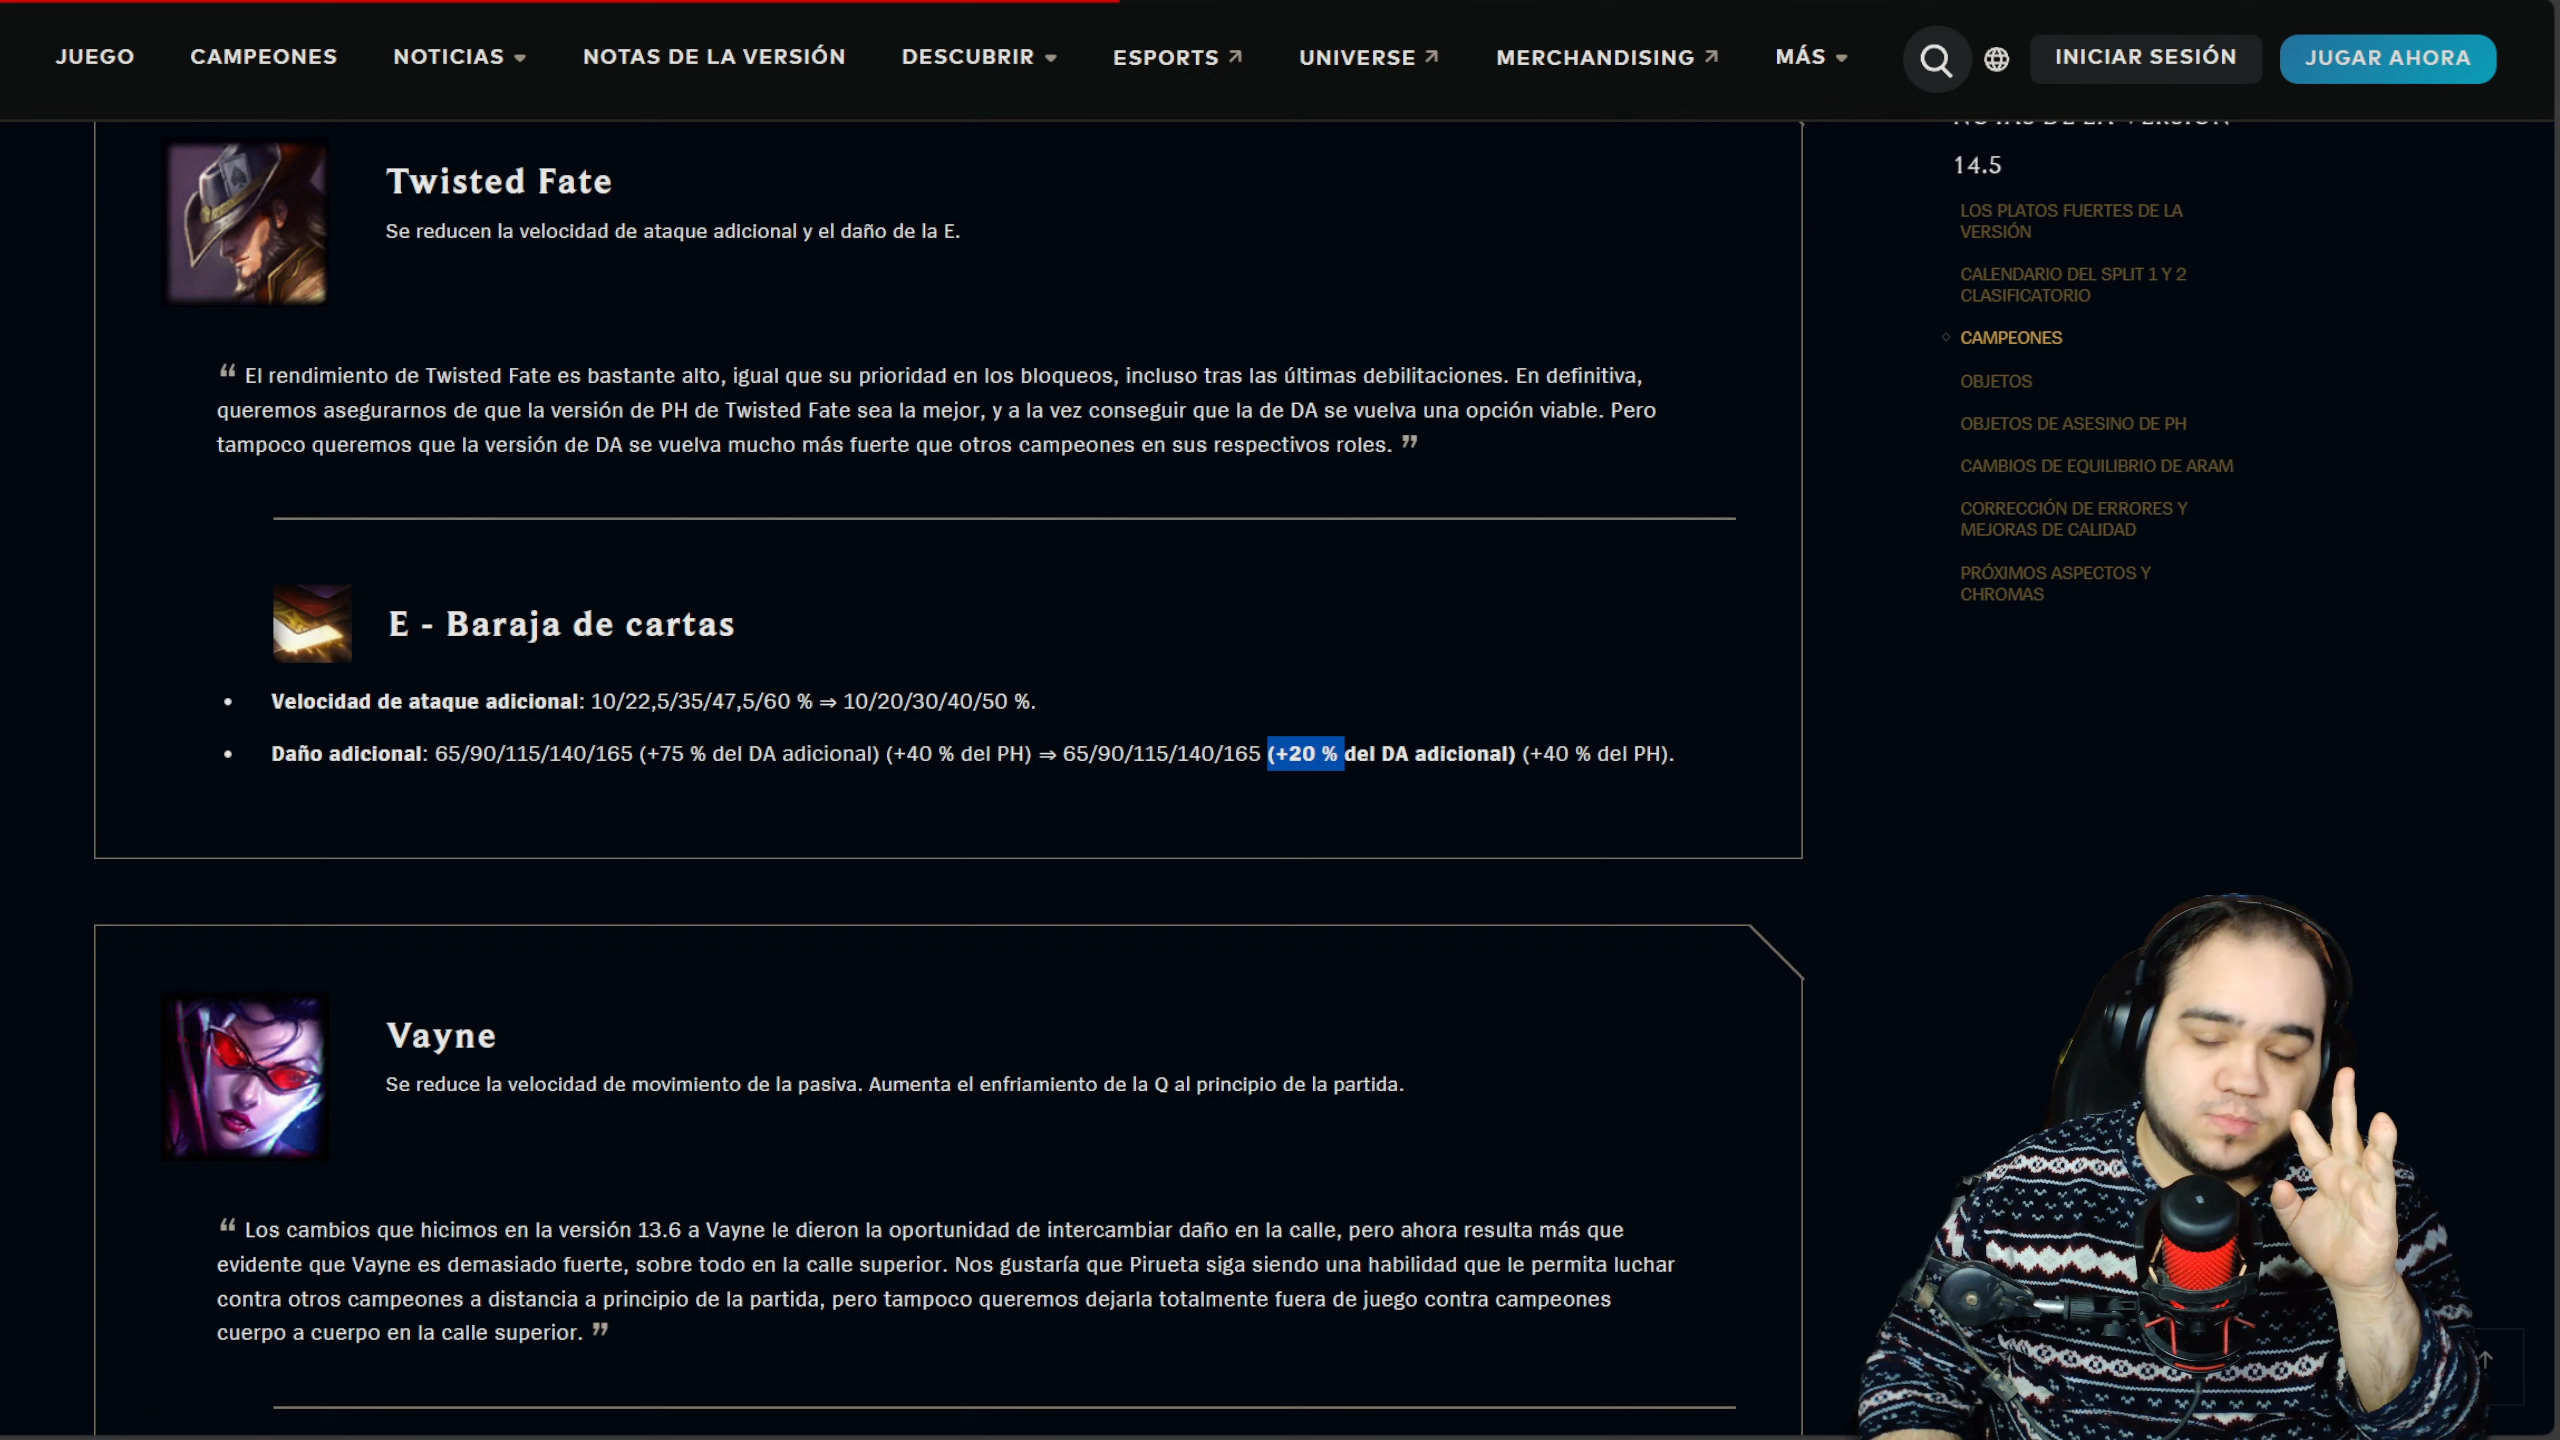 JUEGO CAMPEONES NOTICIAS NOTAS DE LA VERSIÓN DESCUBRIR ESPORTS UNIVERSE MERCHANDISING MÁS INICIAR SESIÓN JUGAR AHORA
Twisted Fate
Se reducen la velocidad de ataque adicional y el daño de la E.
“ El rendimiento de Twisted Fate es bastante alto, igual que su prioridad en los bloqueos, incluso tras las últimas debilitaciones. En definitiva,
queremos asegurarnos de que la versión de PH de Twisted Fate sea la mejor, y a la vez conseguir que la de DA se vuelva una opción viable. Pero
tampoco queremos que la versión de DA se vuelva mucho más fuerte que otros campeones en sus respectivos roles. ”
E - Baraja de cartas
• Velocidad de ataque adicional: 10/22,5/35/47,5/60 % ⇒ 10/20/30/40/50 %.
• Daño adicional: 65/90/115/140/165 (+75 % del DA adicional) (+40 % del PH) ⇒ 65/90/115/140/165 (+20 % del DA adicional) (+40 % del PH).
Vayne
Se reduce la velocidad de movimiento de la pasiva. Aumenta el enfriamiento de la Q al principio de la partida.
“ Los cambios que hicimos en la versión 13.6 a Vayne le dieron la oportunidad de intercambiar daño en la calle, pero ahora resulta más que
evidente que Vayne es demasiado fuerte, sobre todo en la calle superior. Nos gustaría que Pirueta siga siendo una habilidad que le permita luchar
contra otros campeones a distancia a principio de la partida, pero tampoco queremos dejarla totalmente fuera de juego contra campeones
cuerpo a cuerpo en la calle superior. ”
NOTAS DE LA VERSIÓN
14.5
LOS PLATOS FUERTES DE LA
VERSIÓN
CALENDARIO DEL SPLIT 1 Y 2
CLASIFICATORIO
CAMPEONES
OBJETOS
OBJETOS DE ASESINO DE PH
CAMBIOS DE EQUILIBRIO DE ARAM
CORRECCIÓN DE ERRORES Y
MEJORAS DE CALIDAD
PRÓXIMOS ASPECTOS Y
CHROMAS